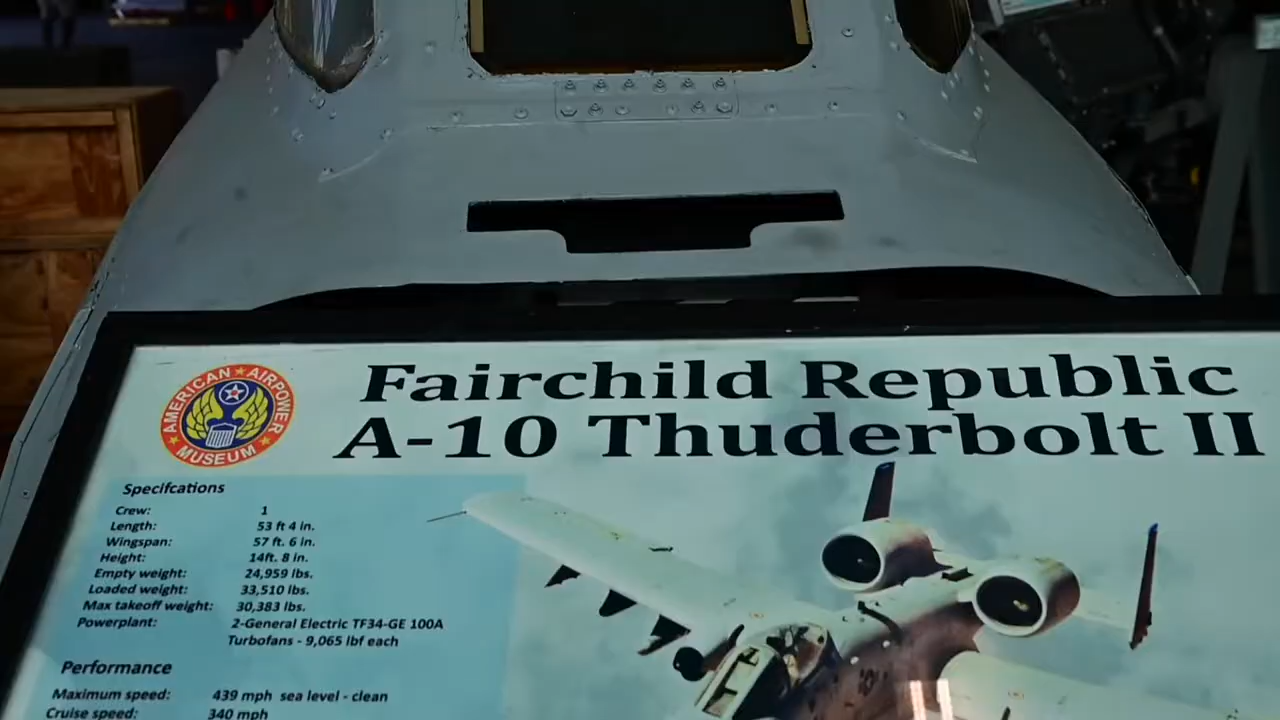 AMERICAN AIRPOWER
MUSEUM
Fairchild Republic
A-10 Thuderbolt II
Specifcations
Crew: 1
Length: 53 ft 4 in.
Wingspan: 57 ft. 6 in.
Height: 14ft. 8 in.
Empty weight: 24,959 lbs.
Loaded weight: 33,510 lbs.
Max takeoff weight: 30,383 lbs.
Powerplant: 2-General Electric TF34-GE 100A
Turbofans - 9,065 lbf each
Performance
Maximum speed: 439 mph sea level - clean
Cruise speed: 340 mph